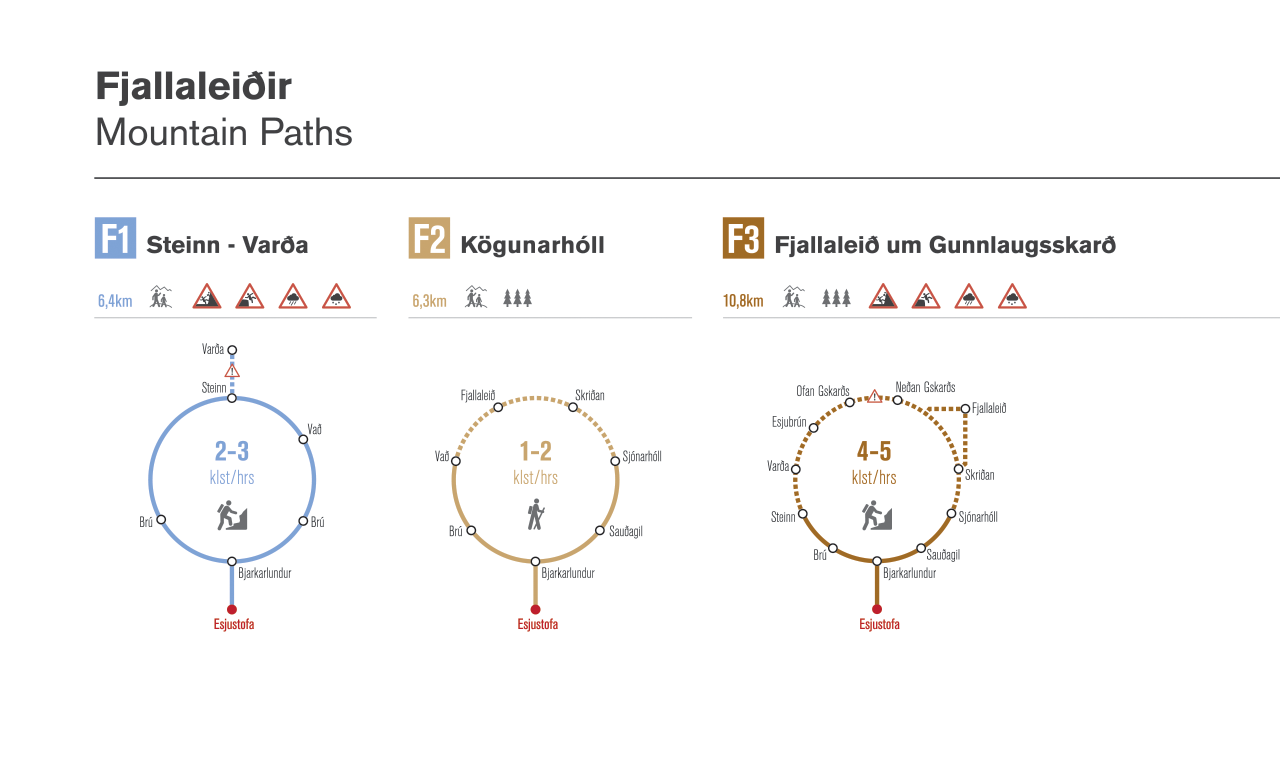 Fjallaleiðir
Mountain Paths
F1 Steinn - Varða
6,4km
Varða
Steinn
Vað
2-3
klst/hrs
Brú
Brú
Bjarkarlundur
Esjustofa
F2 Kögunarhóll
6,3km
Fjallaleið
Skriðan
Vað
Sjónarhóll
1-2
klst/hrs
Brú
Sauðagil
Bjarkarlundur
Esjustofa
F3 Fjallaleið um Gunnlaugsskarð
10,8km
Ofan Gskarðs
Neðan Gskarðs
Fjallaleið
Esjubrún
4-5
klst/hrs
Varða
Skriðan
Steinn
Sjónarhóll
Brú
Sauðagil
Bjarkarlundur
Esjustofa